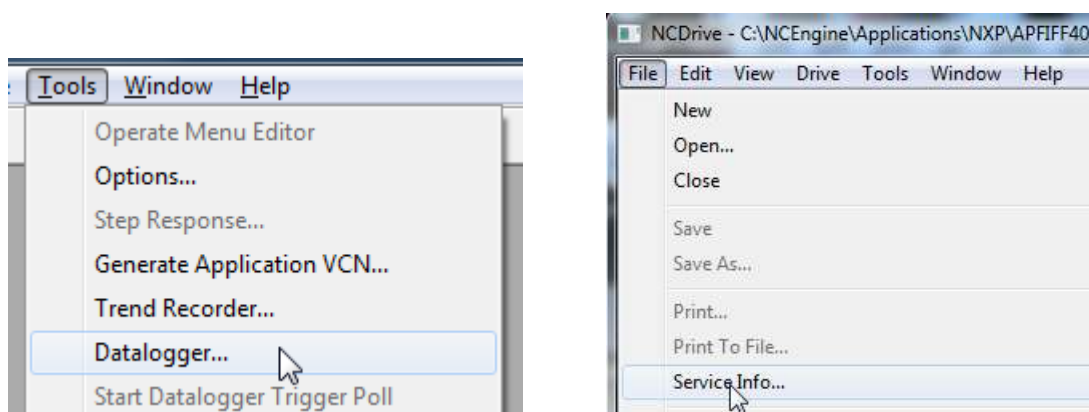 Tools Window Help
Operate Menu Editor
Options...
Step Response...
Generate Application VCN...
Trend Recorder...
Datalogger...
Start Datalogger Trigger Poll
NCDrive - C:\NCEngine\Applications\NXP\APFIFF40
File Edit View Drive Tools Window Help
New
Open...
Close
Save
Save As...
Print...
Print To File...
Service Info...